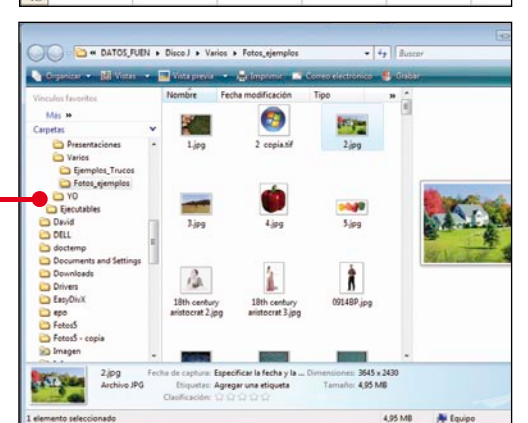 « DATOS_FUEN ▸ Disco J ▸ Varios ▸ Fotos_ejemplos
Buscar
Organizar Vistas Vista previa Imprimir Correo electrónico Grabar
Vínculos favoritos
Más »
Carpetas
Presentaciones
Varios
Ejemplos_Trucos
Fotos_ejemplos
YO
Ejecutables
David
DELL
doctemp
Documents and Settings
Downloads
Drivers
EasyDivX
epo
Fotos5
Fotos5 - copia
Imagen
Nombre Fecha modificación Tipo »
1.jpg 2 copia.tif 2.jpg
3.jpg 4.jpg 5.jpg
18th century 18th century 0914BP.jpg
aristocrat 2.jpg aristocrat 3.jpg
2.jpg Fecha de captura: Especificar la fecha y la ... Dimensiones: 3645 x 2430
Archivo JPG Etiquetas: Agregar una etiqueta Tamaño: 4,95 MB
Clasificación:
1 elemento seleccionado 4,95 MB Equipo